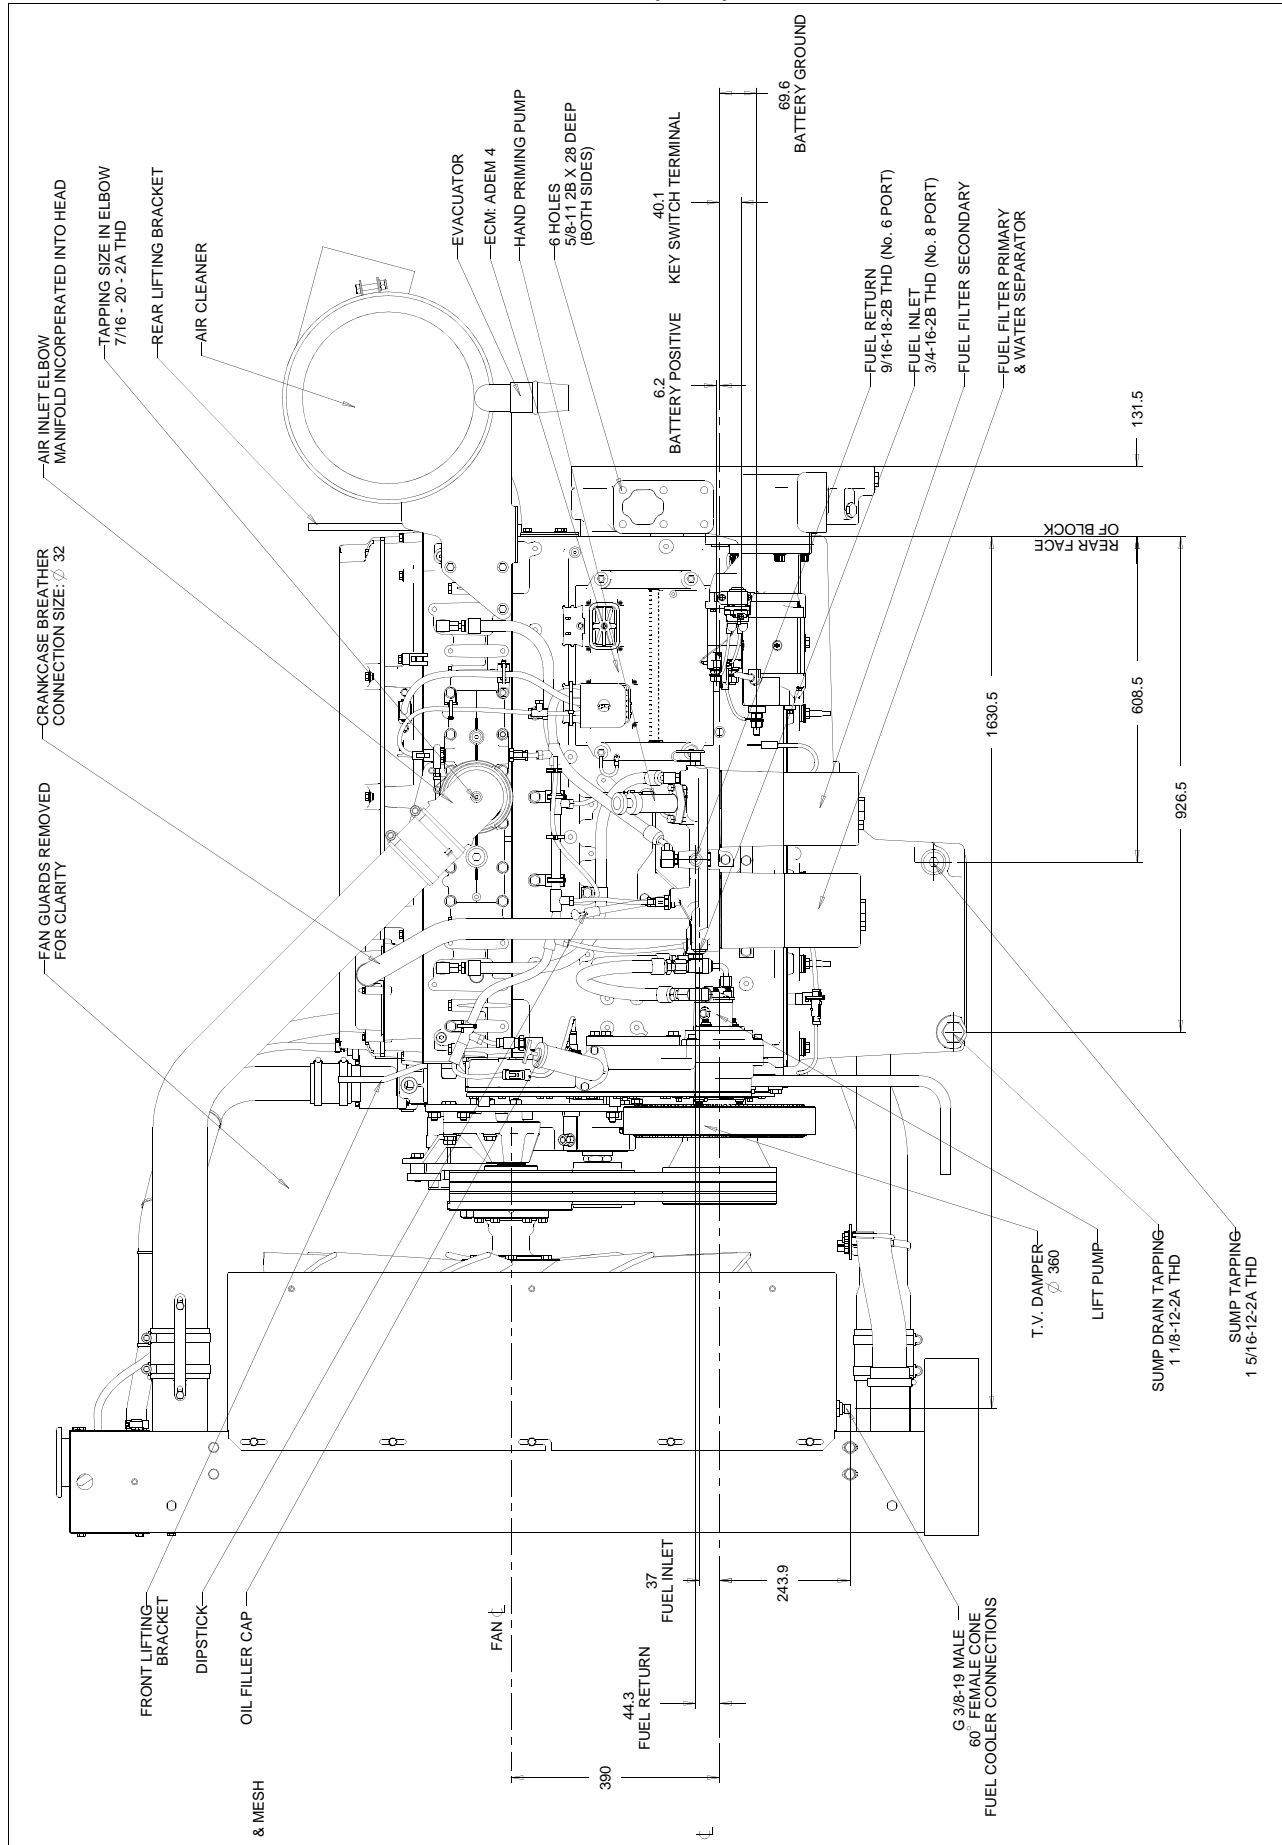 FAN GUARDS REMOVED
FOR CLARITY
CRANKCASE BREATHER
CONNECTION SIZE: ∅ 32
AIR INLET ELBOW
MANIFOLD INCORPERATED INTO HEAD
TAPPING SIZE IN ELBOW
7/16 - 20 - 2A THD
REAR LIFTING BRACKET
AIR CLEANER
EVACUATOR
ECM: ADEM 4
HAND PRIMING PUMP
6 HOLES
5/8-11 2B X 28 DEEP
(BOTH SIDES)
6.2
BATTERY POSITIVE
40.1
KEY SWITCH TERMINAL
69.6
BATTERY GROUND
FUEL RETURN
9/16-18-2B THD (No. 6 PORT)
FUEL INLET
3/4-16-2B THD (No. 8 PORT)
FUEL FILTER SECONDARY
FUEL FILTER PRIMARY
& WATER SEPARATOR
131.5
REAR FACE
OF BLOCK
1630.5
608.5
926.5
FRONT LIFTING
BRACKET
DIPSTICK
OIL FILLER CAP
& MESH
FAN ℄
390
44.3
FUEL RETURN
37
FUEL INLET
243.9
℄
G 3/8-19 MALE
60° FEMALE CONE
FUEL COOLER CONNECTIONS
T.V. DAMPER
∅ 360
LIFT PUMP
SUMP DRAIN TAPPING
1 1/8-12-2A THD
SUMP TAPPING
1 5/16-12-2A THD